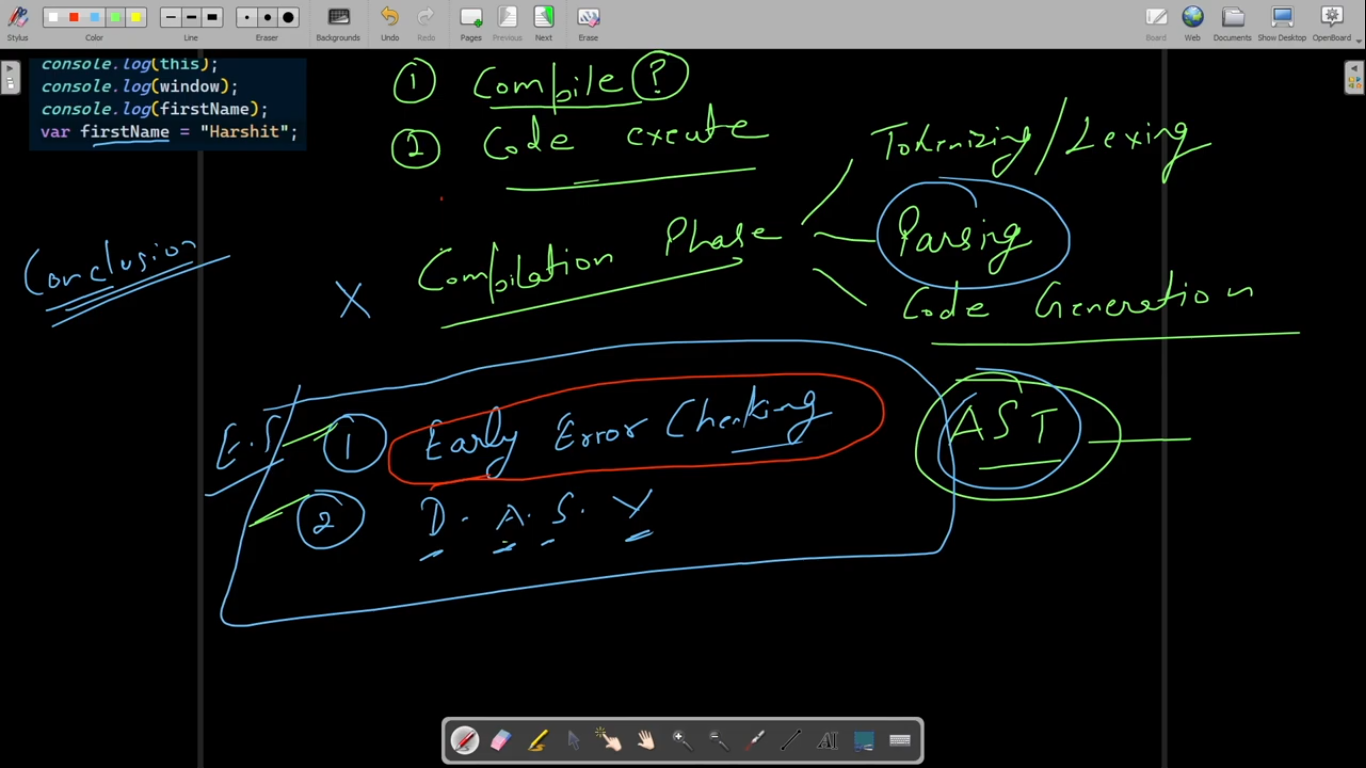 Stylus
Color
Line
Eraser
Backgrounds
Undo
Redo
Pages
Previous
Next
Erase
Board
Web
Documents
Show Desktop
OpenBoard
console.log(this);
console.log(window);
console.log(firstName);
var firstName = "Harshit";
① Compile ?
② Code execute
Compilation Phase
Tokenizing/Lexing
Parsing
Code Generation
Conclusion
X
E.S
① Early Error Checking
② D. A. S. V
AST